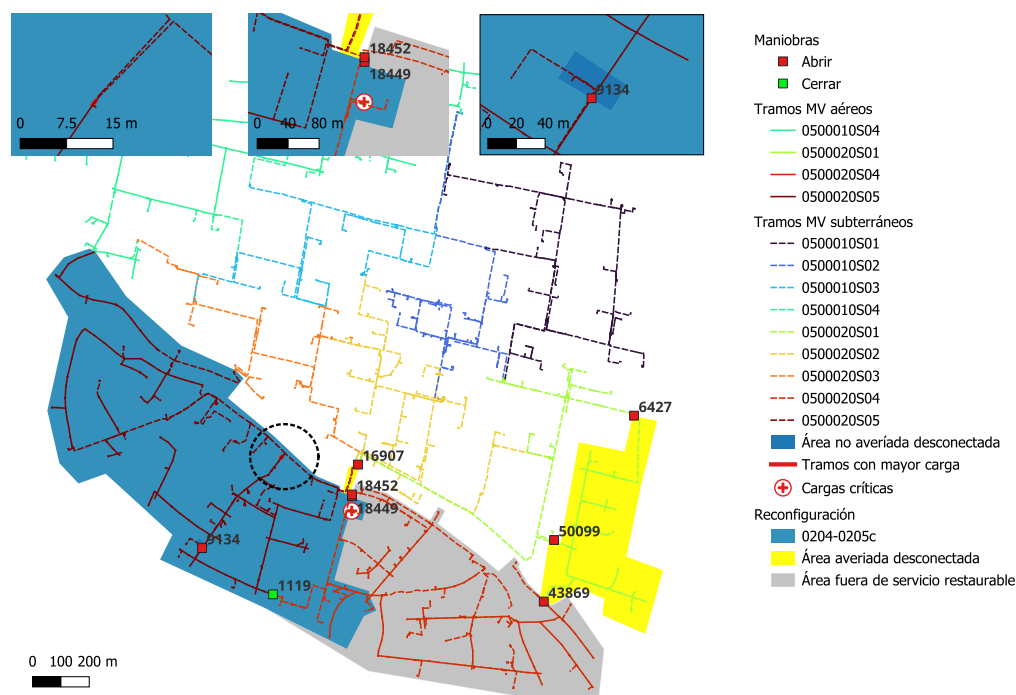 0 7.5 15 m
18452
18449
0 40 80 m
9134
0 20 40 m
6427
16907
18452
18449
50099
9134
1119
43869
0 100 200 m
Maniobras
Abrir
Cerrar
Tramos MV aéreos
0500010S04
0500020S01
0500020S04
0500020S05
Tramos MV subterráneos
0500010S01
0500010S02
0500010S03
0500010S04
0500020S01
0500020S02
0500020S03
0500020S04
0500020S05
Área no averíada desconectada
Tramos con mayor carga
Cargas críticas
Reconfiguración
0204-0205c
Área averiada desconectada
Área fuera de servicio restaurable